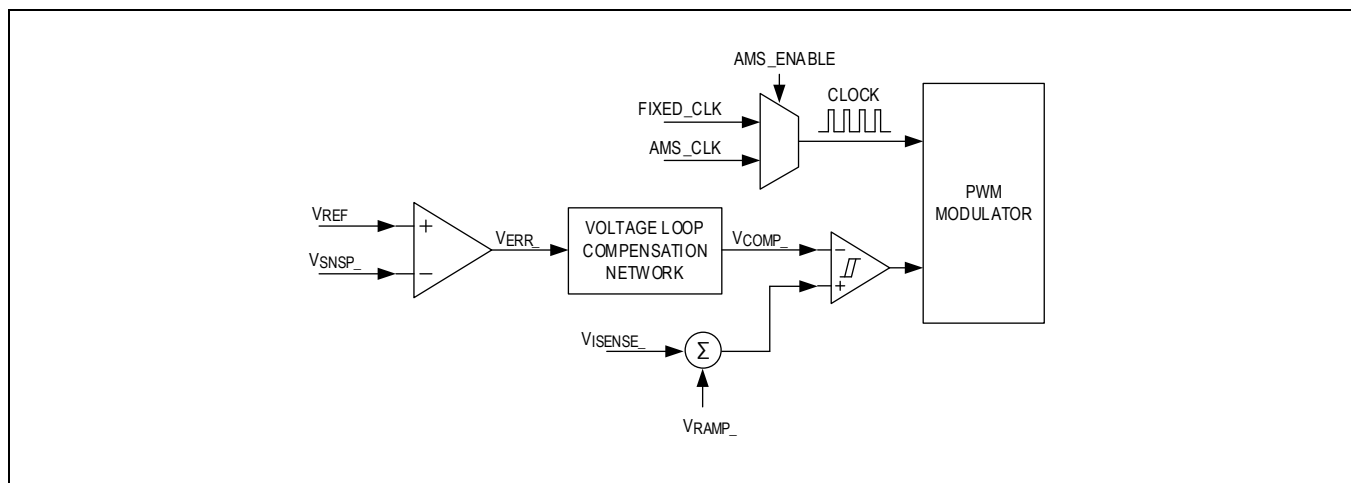 AMS_ENABLE
FIXED_CLK
CLOCK
AMS_CLK
PWM
MODULATOR
VREF
+
VSNSP_
−
VERR_
VOLTAGE LOOP
COMPENSATION
NETWORK
VCOMP_
−
+
VISENSE_
Σ
VRAMP_